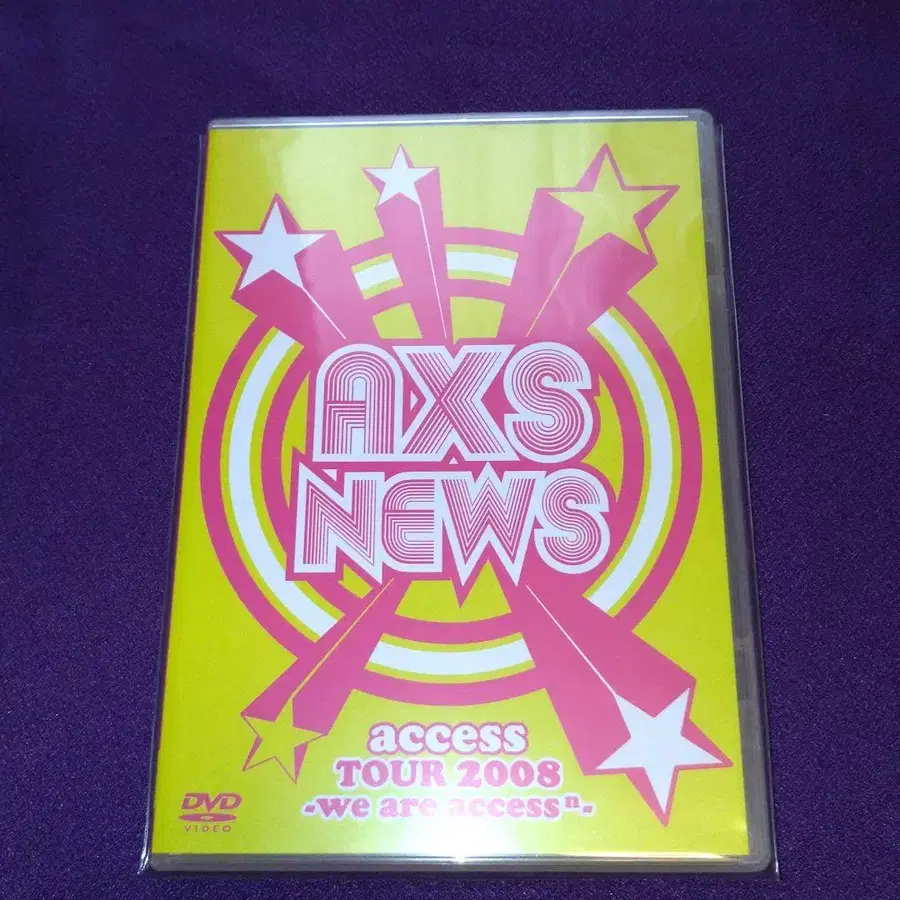 AXS
NEWS
access
TOUR 2008
-we are accessⁿ-
DVD
VIDEO